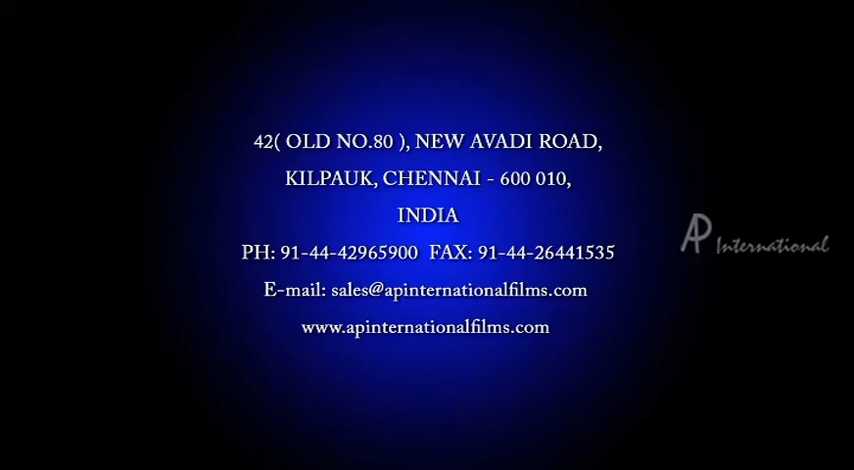 42( OLD NO.80 ), NEW AVADI ROAD,
KILPAUK, CHENNAI - 600 010,
INDIA
PH: 91-44-42965900 FAX: 91-44-26441535
E-mail: sales@apinternationalfilms.com
www.apinternationalfilms.com
AP International